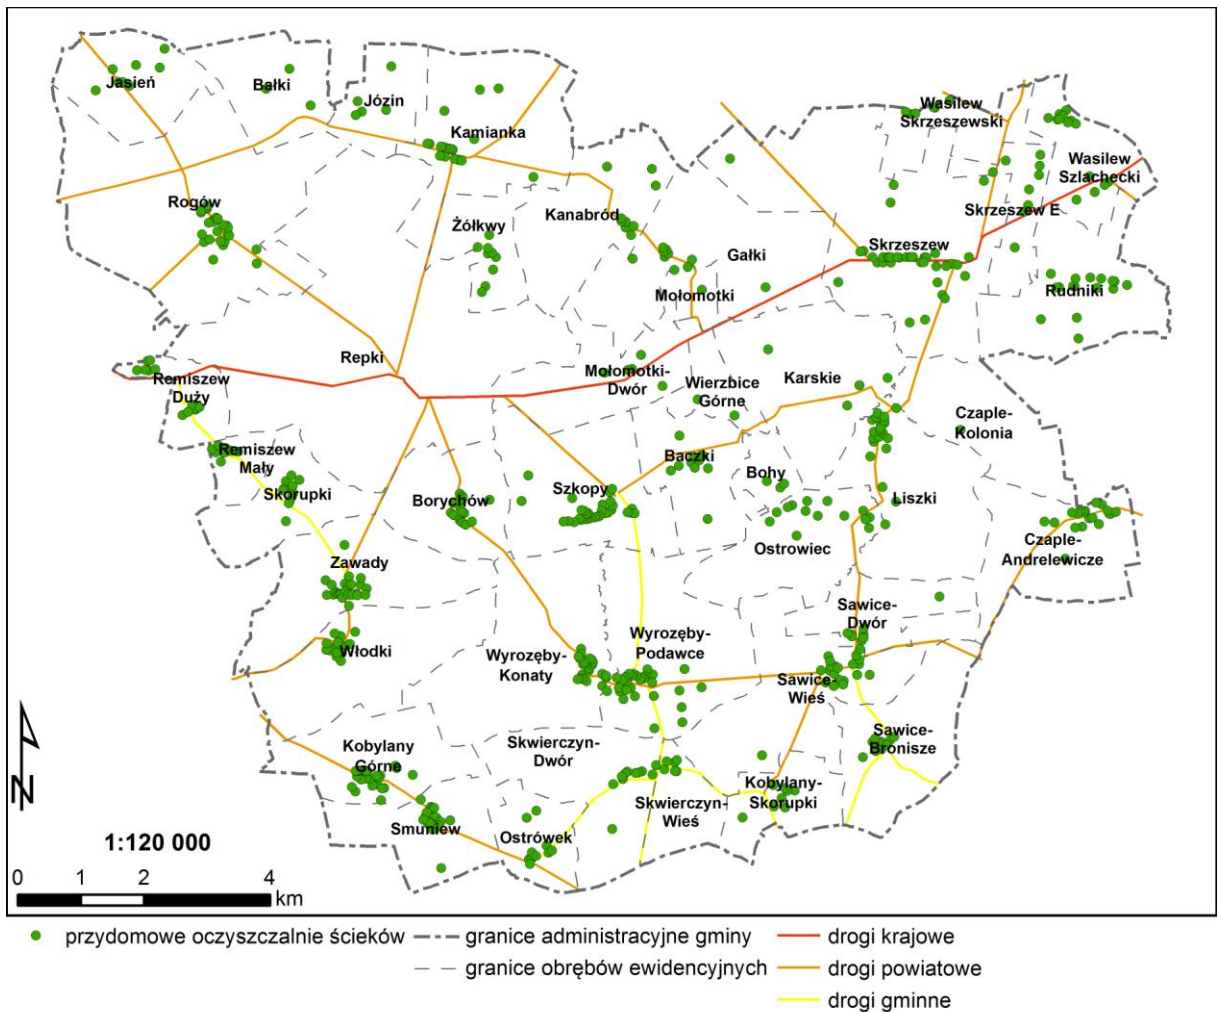 Jasień
Bałki
Józin
Kamianka
Wasilew
Skrzeszewski
Wasilew
Szlachecki
Rogów
Żółkwy
Kanabród
Skrzeszew E
Skrzeszew
Gałki
Mołomotki
Rudniki
Repki
Remiszew
Duży
Mołomotki-
Dwór
Wierzbice
Górne
Karskie
Czaple-
Kolonia
Remiszew
Mały
Skorupki
Borychów
Szkopy
Baczki
Bohy
Liszki
Ostrowiec
Czaple-
Andrelewicze
Zawady
Włodki
Wyrozęby-
Konaty
Wyrozęby-
Podawce
Sawice-
Dwór
Sawice-
Wieś
Sawice-
Bronisze
Kobylany
Górne
Skwierczyn-
Dwór
Kobylany-
Skorupki
Skwierczyn-
Wieś
Smuniew
Ostrówek
N
1:120 000
0 1 2 4
km
przydomowe oczyszczalnie ścieków
granice administracyjne gminy
granice obrębów ewidencyjnych
drogi krajowe
drogi powiatowe
drogi gminne